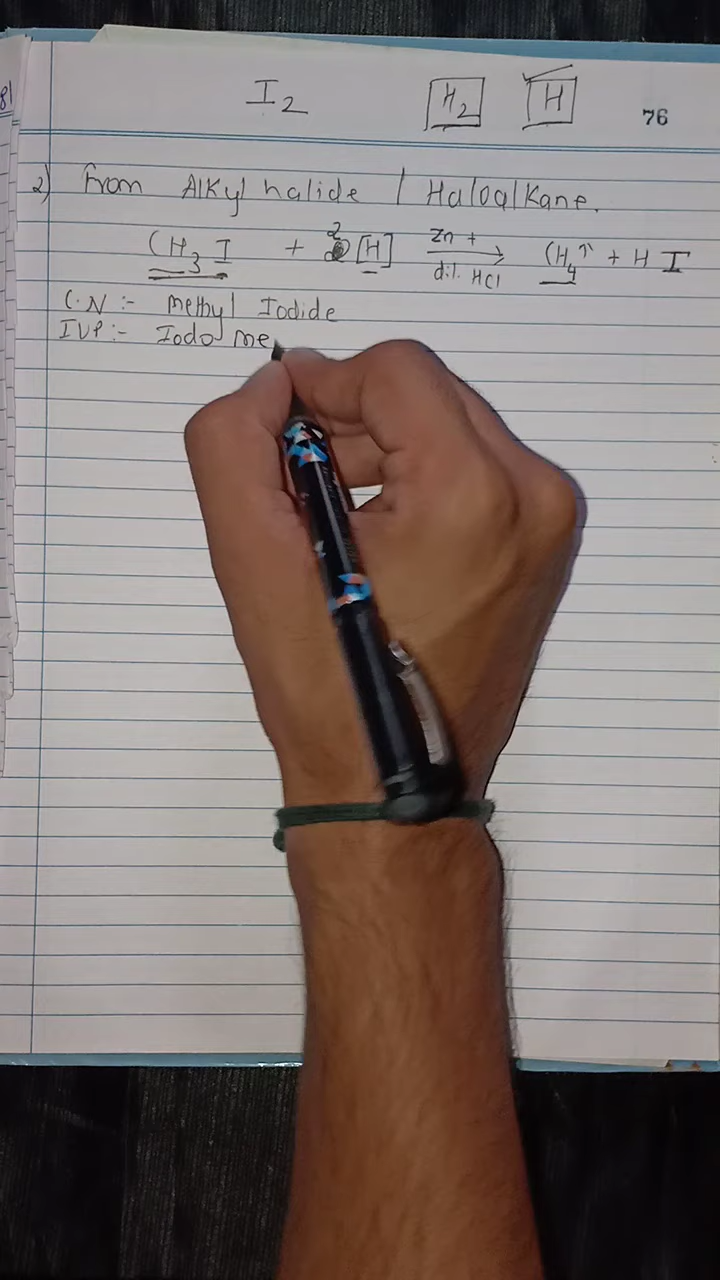 I2 H2 H 76
81
2) From Alkyl halide / Haloalkane.
CH3 I + 2 [H] Zn + dil. HCl → CH4↑ + H I
C.N :- Methyl Iodide
IUP :- Iodo me